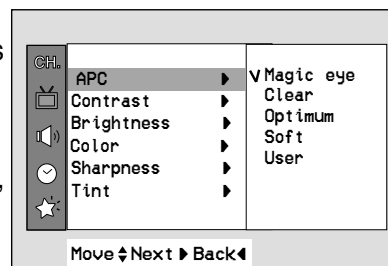 s
CH.
APC ▶
Contrast ▶
Brightness ▶
Color ▶
Sharpness ▶
Tint ▶
,
V Magic eye
Clear
Optimum
Soft
User
Move ▲▼ Next ▶ Back ◀